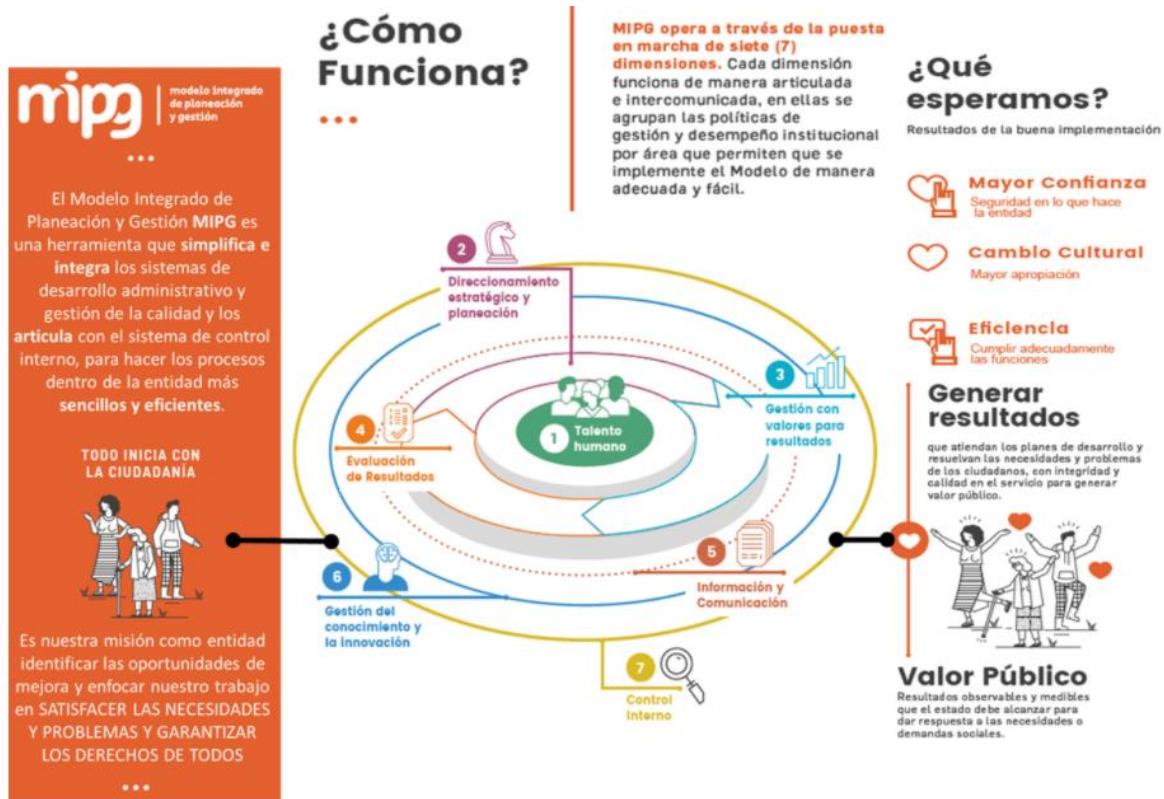 mipg
modelo integrado
de planeación
y gestión
El Modelo Integrado de
Planeación y Gestión MIPG es
una herramienta que simplifica e
integra los sistemas de
desarrollo administrativo y
gestión de la calidad y los
articula con el sistema de control
interno, para hacer los procesos
dentro de la entidad más
sencillos y eficientes.
TODO INICIA CON
LA CIUDADANÍA
Es nuestra misión como entidad
identificar las oportunidades de
mejora y enfocar nuestro trabajo
en SATISFACER LAS NECESIDADES
Y PROBLEMAS Y GARANTIZAR
LOS DERECHOS DE TODOS
¿Cómo
Funciona?
MIPG opera a través de la puesta
en marcha de siete (7)
dimensiones. Cada dimensión
funciona de manera articulada
e intercomunicada, en ellas se
agrupan las políticas de
gestión y desempeño institucional
por área que permiten que se
implemente el Modelo de manera
adecuada y fácil.
1
Talento
humano
2
Direccionamiento
estratégico y
planeación
3
Gestión con
valores para
resultados
4
Evaluación
de Resultados
5
Información y
Comunicación
6
Gestión del
conocimiento y
la innovación
7
Control
Interno
¿Qué
esperamos?
Resultados de la buena implementación
Mayor Confianza
Seguridad en lo que hace
la entidad
Cambio Cultural
Mayor apropiación
Eficiencia
Cumplir adecuadamente
las funciones
Generar
resultados
que atiendan los planes de desarrollo y
resuelvan las necesidades y problemas
de los ciudadanos, con integridad y
calidad en el servicio para generar
valor público.
Valor Público
Resultados observables y medibles
que el estado debe alcanzar para
dar respuesta a las necesidades o
demandas sociales.